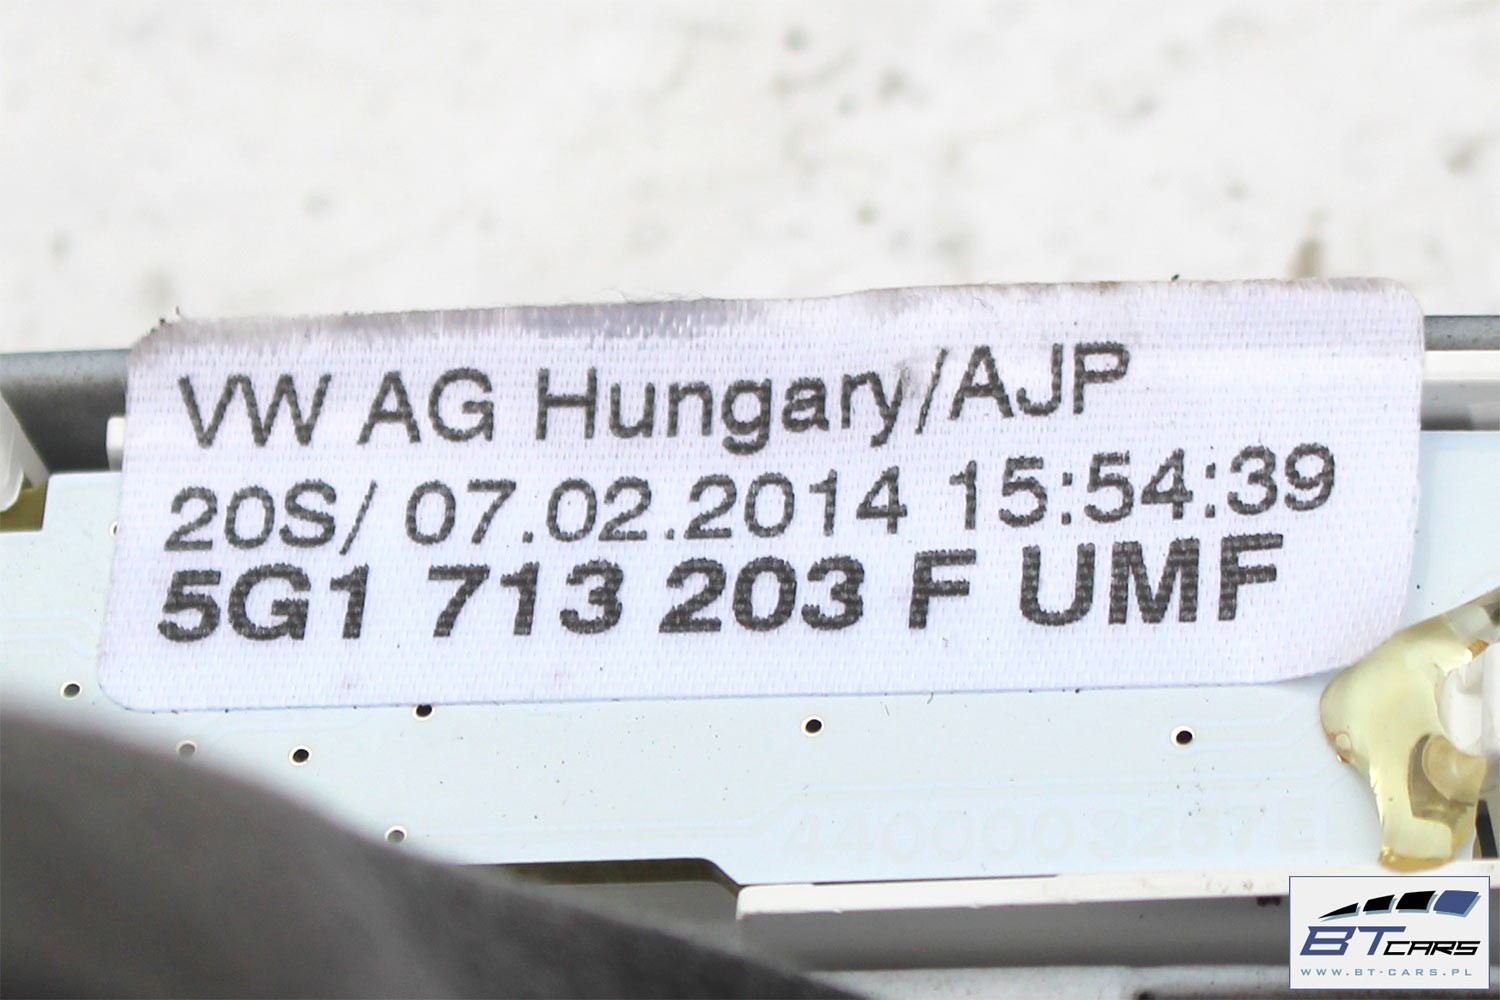 VW AG Hungary/AJP
20S/ 07.02.2014 15:54:39
5G1 713 203 F UMF
BT CARS
WWW.BT-CARS.PL